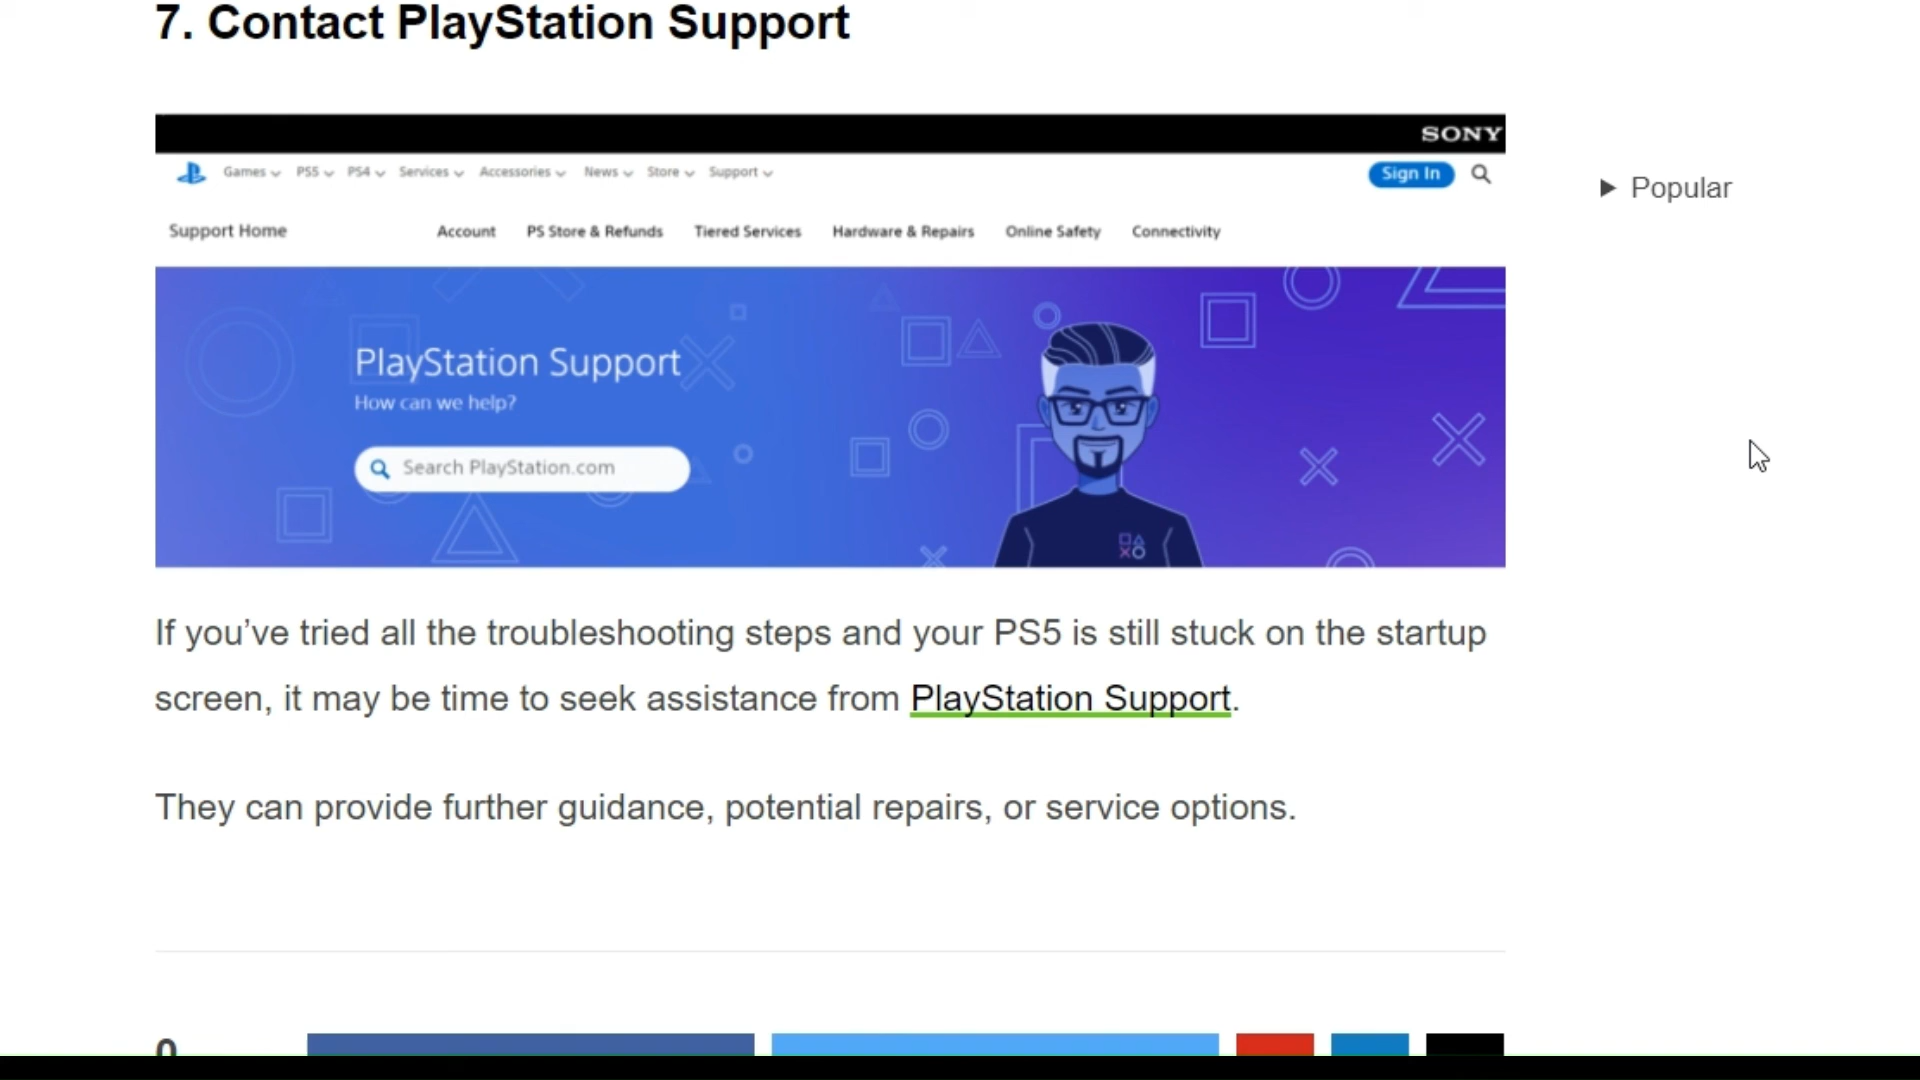 7. Contact PlayStation Support
SONY
Games PS5 PS4 Services Accessories News Store Support
Sign In
Popular
Support Home Account PS Store & Refunds Tiered Services Hardware & Repairs Online Safety Connectivity
PlayStation Support
How can we help?
Search PlayStation.com
If you’ve tried all the troubleshooting steps and your PS5 is still stuck on the startup
screen, it may be time to seek assistance from PlayStation Support.
They can provide further guidance, potential repairs, or service options.
0